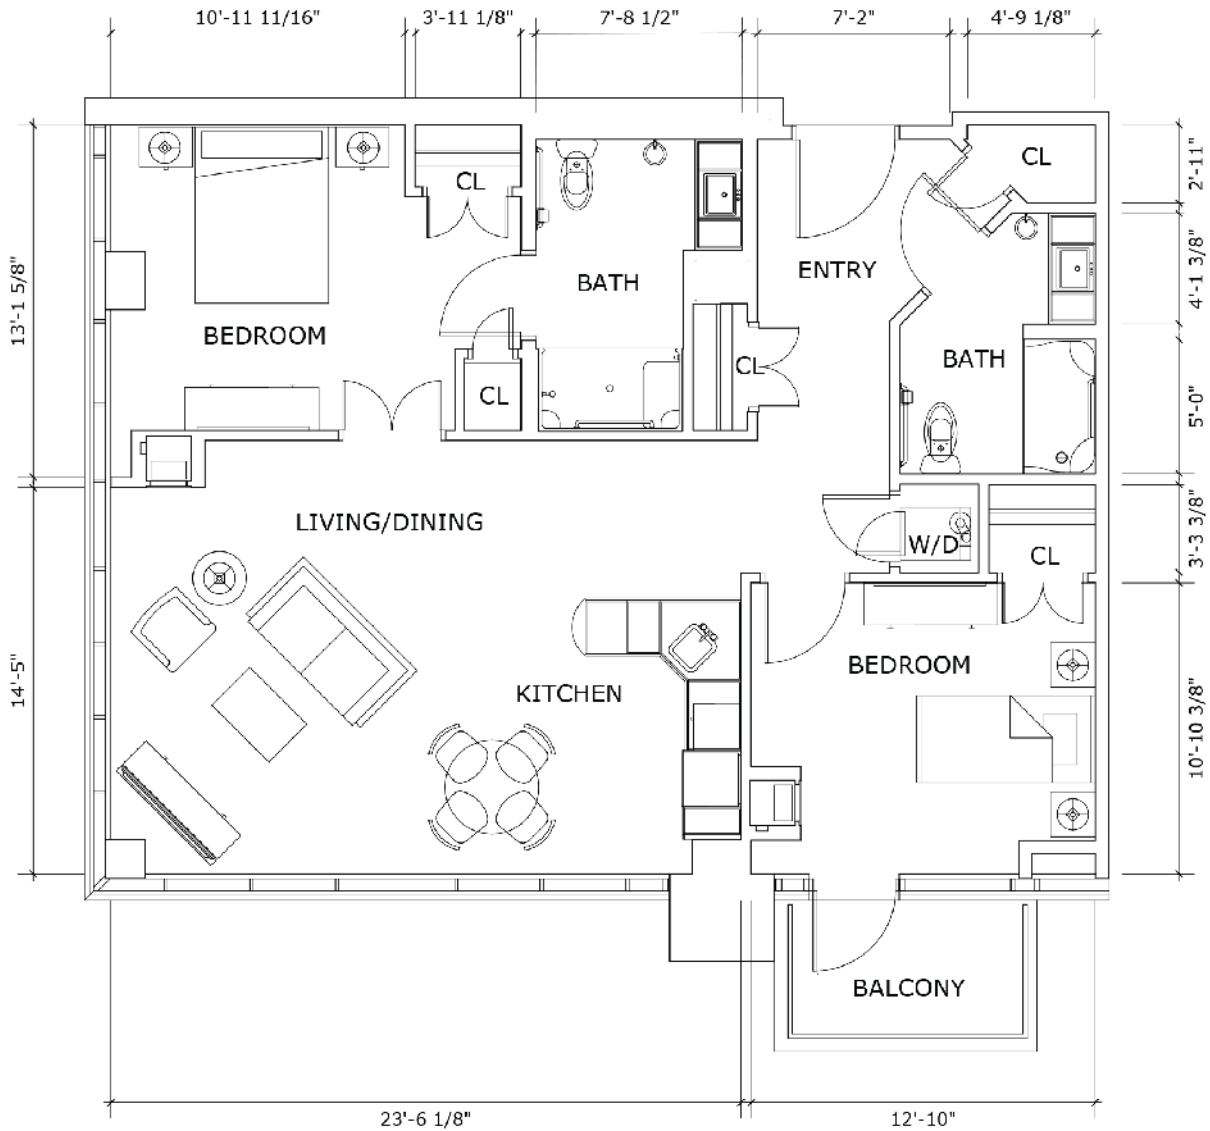 10'-11 11/16"
3'-11 1/8"
7'-8 1/2"
7'-2"
4'-9 1/8"
CL
2'-11"
CL
ENTRY
4'-1 3/8"
BATH
13'-1 5/8"
BEDROOM
BATH
CL
CL
5'-0"
LIVING/DINING
W/D
CL
3'-3 3/8"
14'-5"
KITCHEN
BEDROOM
10'-10 3/8"
BALCONY
23'-6 1/8"
12'-10"